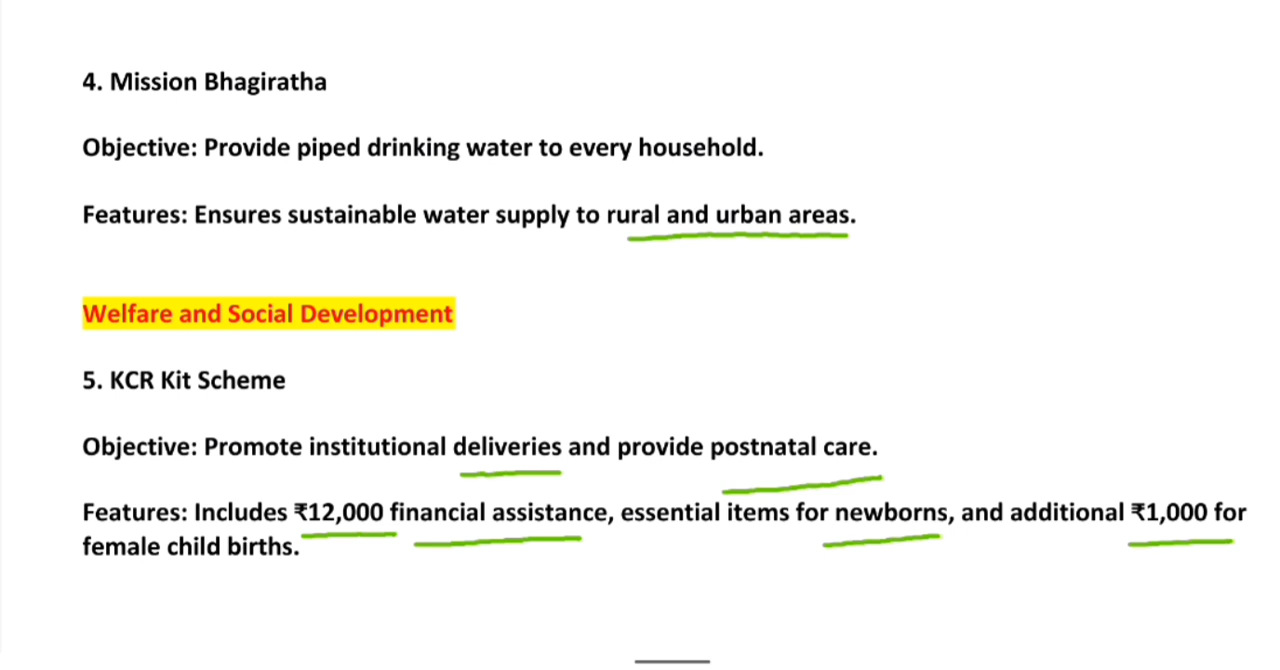 4. Mission Bhagiratha
Objective: Provide piped drinking water to every household.
Features: Ensures sustainable water supply to rural and urban areas.
Welfare and Social Development
5. KCR Kit Scheme
Objective: Promote institutional deliveries and provide postnatal care.
Features: Includes ₹12,000 financial assistance, essential items for newborns, and additional ₹1,000 for
female child births.